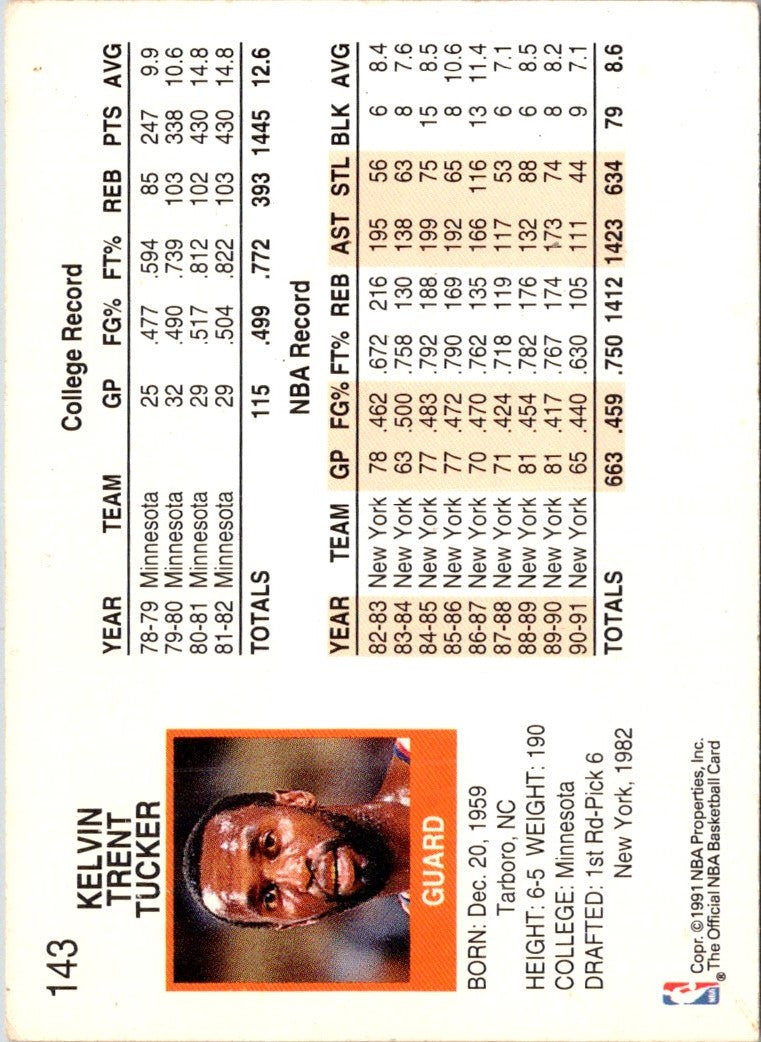 143
KELVIN
TRENT
TUCKER
GUARD
BORN: Dec. 20, 1959
Tarboro, NC
HEIGHT: 6-5 WEIGHT: 190
COLLEGE: Minnesota
DRAFTED: 1st Rd-Pick 6
New York, 1982
NBA
®
Copr. ©1991 NBA Properties, Inc.
The Official NBA Basketball Card
College Record
YEAR TEAM GP FG% FT% REB PTS AVG
78-79 Minnesota 25 .477 .594 85 247 9.9
79-80 Minnesota 32 .490 .739 103 338 10.6
80-81 Minnesota 29 .517 .812 102 430 14.8
81-82 Minnesota 29 .504 .822 103 430 14.8
TOTALS 115 .499 .772 393 1445 12.6
NBA Record
YEAR TEAM GP FG% FT% REB AST STL BLK AVG
82-83 New York 78 .462 .672 216 195 56 6 8.4
83-84 New York 63 .500 .758 130 138 63 8 7.6
84-85 New York 77 .483 .792 188 199 75 15 8.5
85-86 New York 77 .472 .790 169 192 65 8 10.6
86-87 New York 70 .470 .762 135 166 116 13 11.4
87-88 New York 71 .424 .718 119 117 53 6 7.1
88-89 New York 81 .454 .782 176 132 88 6 8.5
89-90 New York 81 .417 .767 174 173 74 8 8.2
90-91 New York 65 .440 .630 105 111 44 9 7.1
TOTALS 663 .459 .750 1412 1423 634 79 8.6